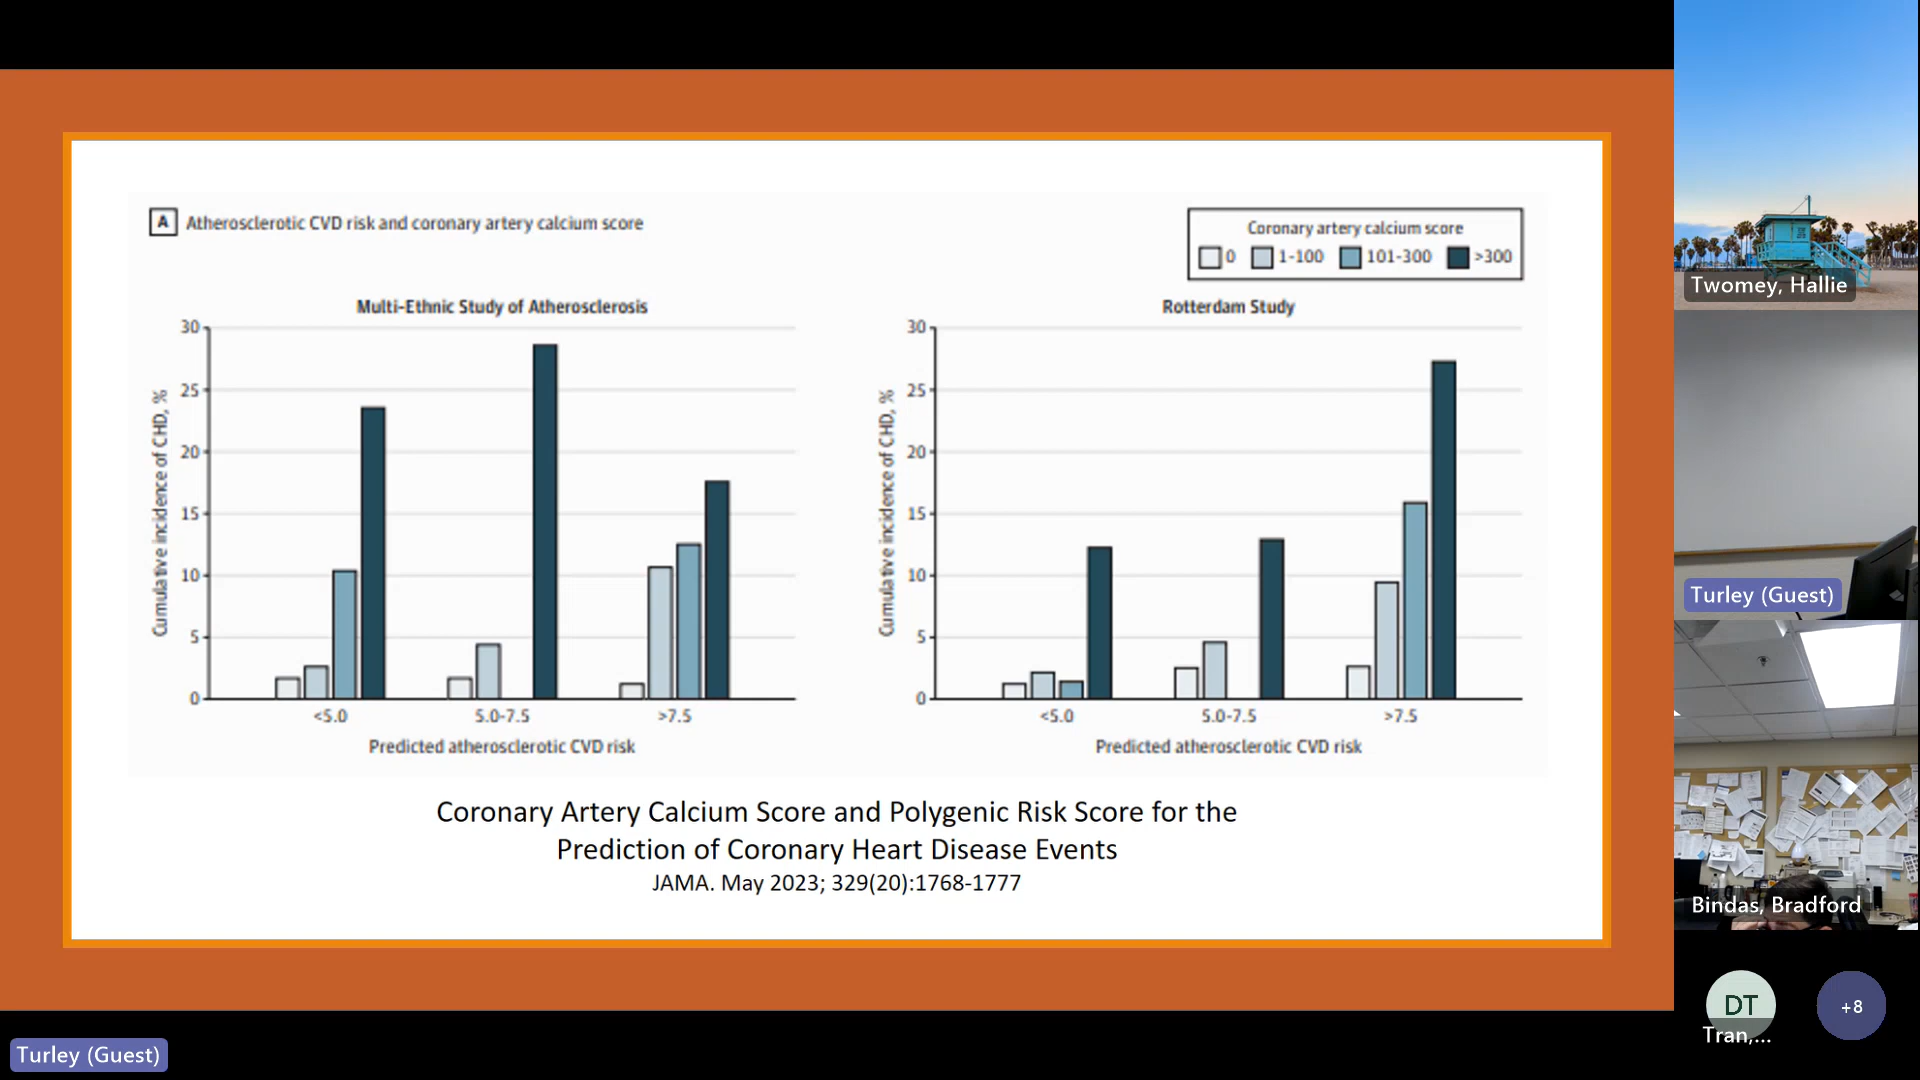 A Atherosclerotic CVD risk and coronary artery calcium score
Coronary artery calcium score
0 1-100 101-300 >300
Multi-Ethnic Study of Atherosclerosis
Cumulative incidence of CHD, %
30
25
20
15
10
5
0
<5.0 5.0-7.5 >7.5
Predicted atherosclerotic CVD risk
Rotterdam Study
Cumulative incidence of CHD, %
30
25
20
15
10
5
0
<5.0 5.0-7.5 >7.5
Predicted atherosclerotic CVD risk
Coronary Artery Calcium Score and Polygenic Risk Score for the
Prediction of Coronary Heart Disease Events
JAMA. May 2023; 329(20):1768-1777
Turley (Guest)
Twomey, Hallie
Turley (Guest)
Bindas, Bradford
DT
Tran,...
+8